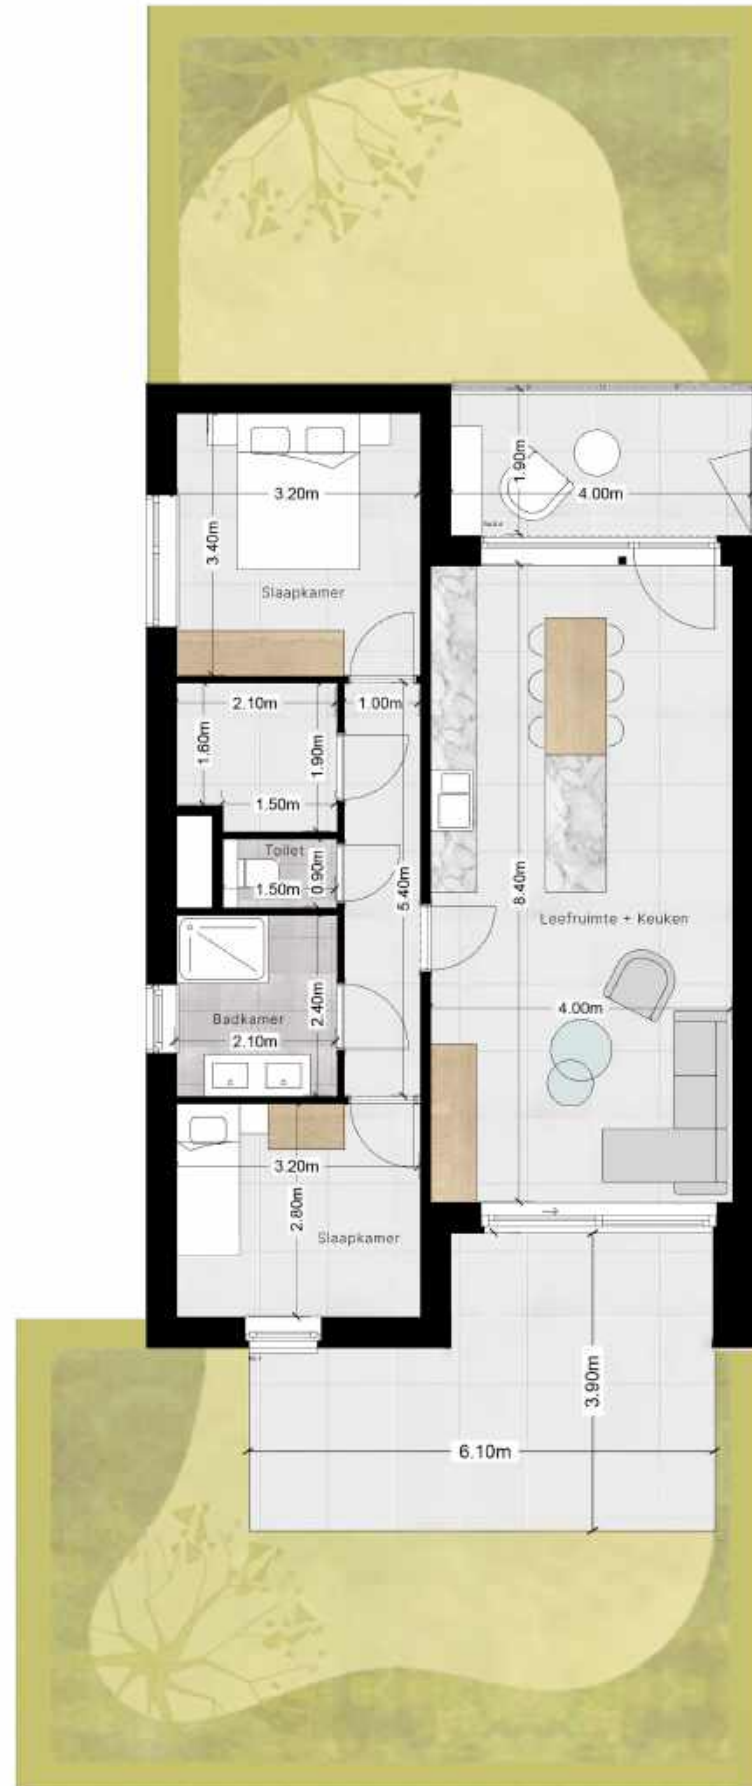 1.90m
4.00m
3.20m
3.40m
Slaapkamer
2.10m
1.00m
1.60m
1.90m
1.50m
Toilet
0.90m
1.50m
5.40m
8.40m
Leefruimte + Keuken
4.00m
Badkamer
2.40m
2.10m
3.20m
2.80m
Slaapkamer
3.90m
6.10m